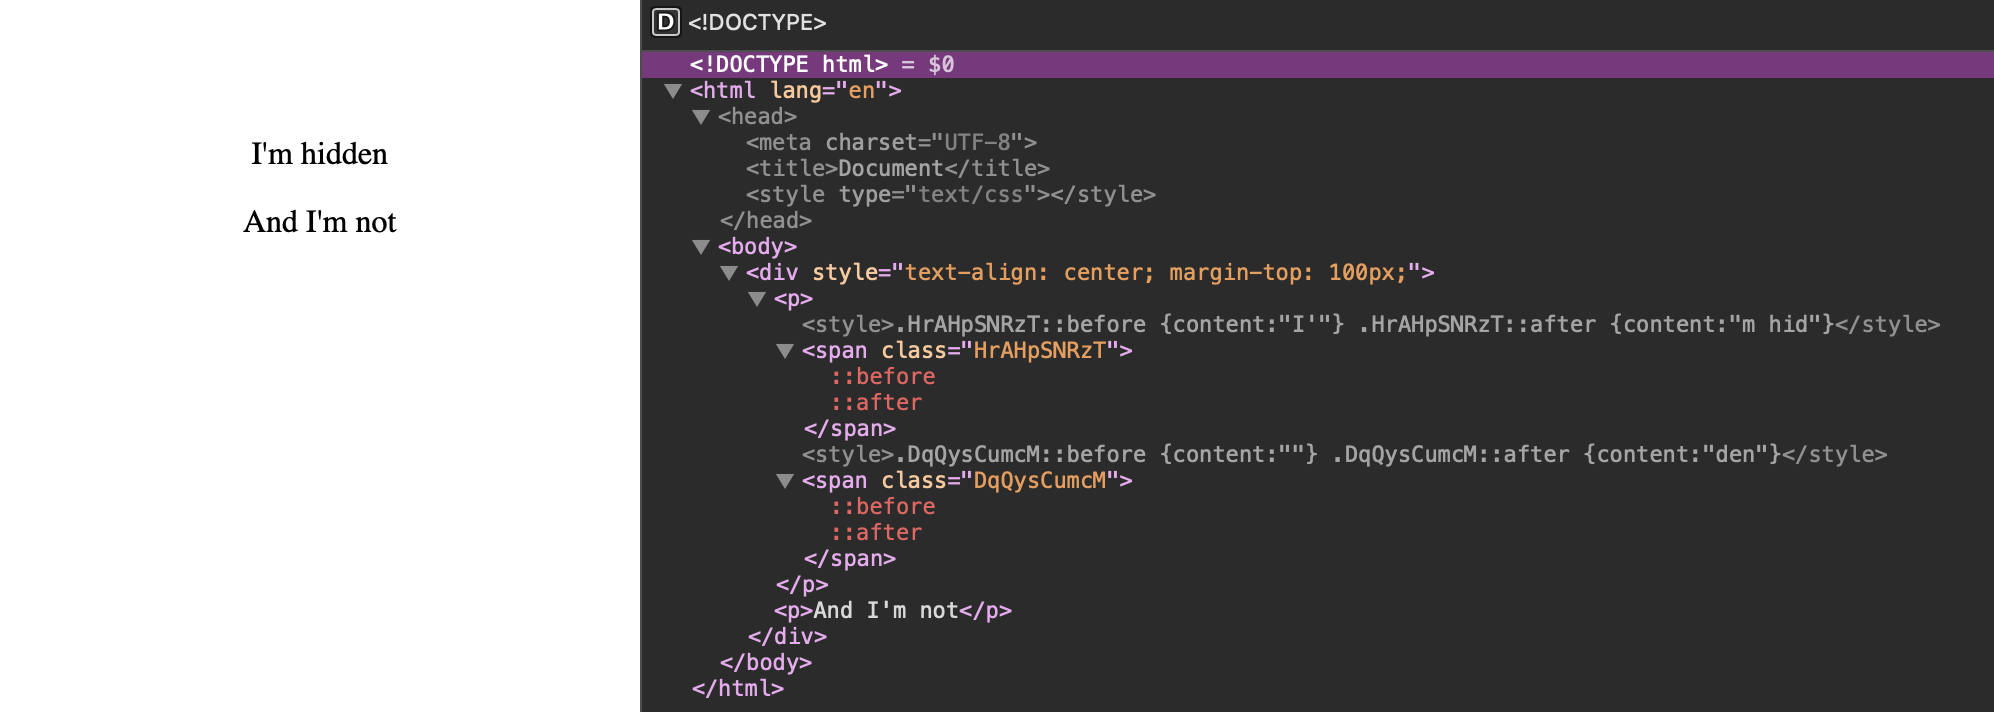 I'm hidden
And I'm not
D <!DOCTYPE>
<!DOCTYPE html> = $0
<html lang="en">
<head>
<meta charset="UTF-8">
<title>Document</title>
<style type="text/css"></style>
</head>
<body>
<div style="text-align: center; margin-top: 100px;">
<p>
<style>.HrAHpSNRzT::before {content:"I'"} .HrAHpSNRzT::after {content:"m hid"}</style>
<span class="HrAHpSNRzT">
::before
::after
</span>
<style>.DqQysCumcM::before {content:""} .DqQysCumcM::after {content:"den"}</style>
<span class="DqQysCumcM">
::before
::after
</span>
</p>
<p>And I'm not</p>
</div>
</body>
</html>